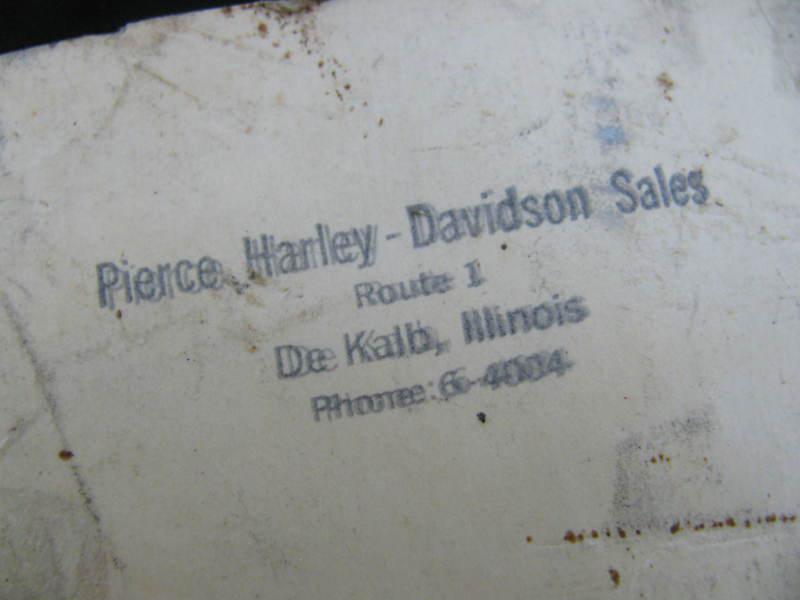 Pierce Harley-Davidson Sales
Route 1
De Kalb, Illinois
Phone: 6-4004